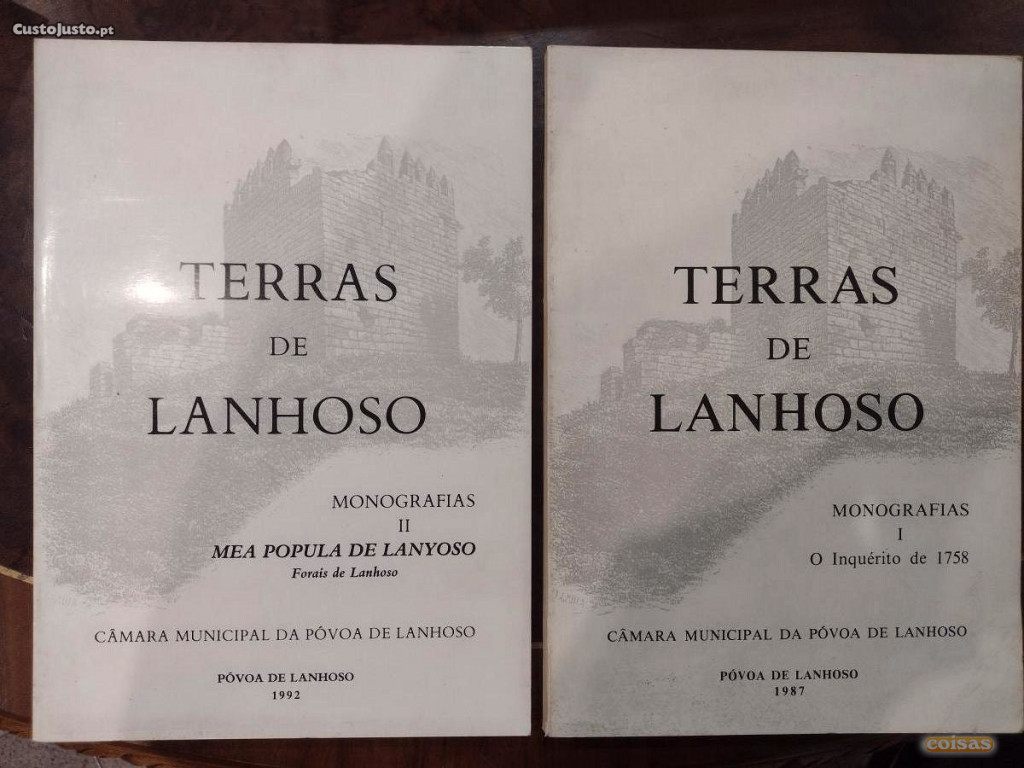 CustoJusto.pt
TERRAS
DE
LANHOSO
MONOGRAFIAS
II
MEA POPULA DE LANYOSO
Forais de Lanhoso
CÂMARA MUNICIPAL DA PÓVOA DE LANHOSO
PÓVOA DE LANHOSO
1992
TERRAS
DE
LANHOSO
MONOGRAFIAS
I
O Inquérito de 1758
CÂMARA MUNICIPAL DA PÓVOA DE LANHOSO
PÓVOA DE LANHOSO
1987
coisas